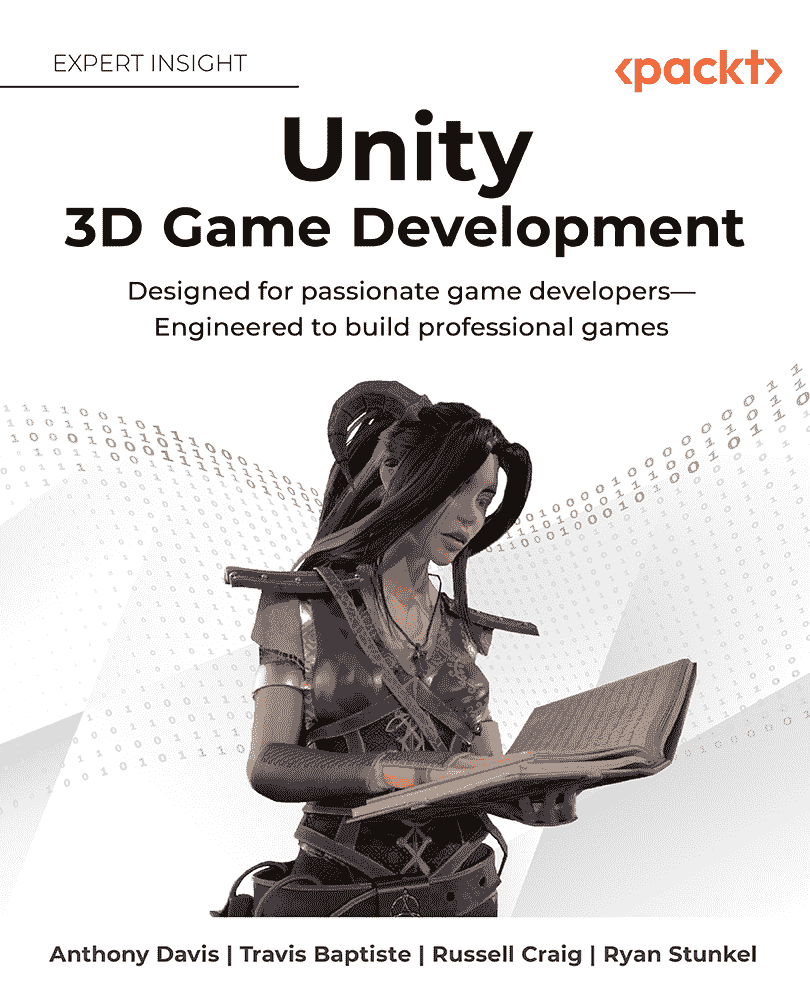 EXPERT INSIGHT
<packt>
Unity
3D Game Development
Designed for passionate game developers—
Engineered to build professional games
Anthony Davis | Travis Baptiste | Russell Craig | Ryan Stunkel